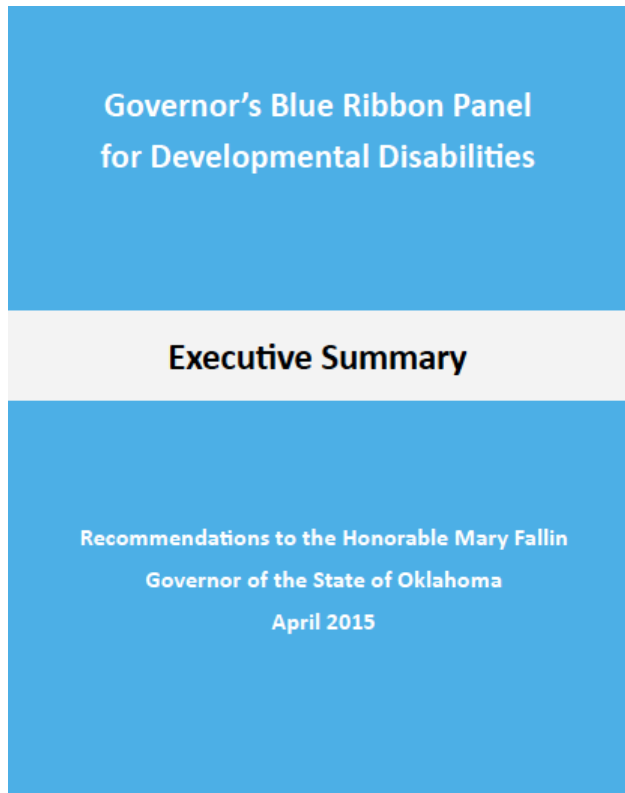 Governor’s Blue Ribbon Panel
for Developmental Disabilities
Executive Summary
Recommendations to the Honorable Mary Fallin
Governor of the State of Oklahoma
April 2015